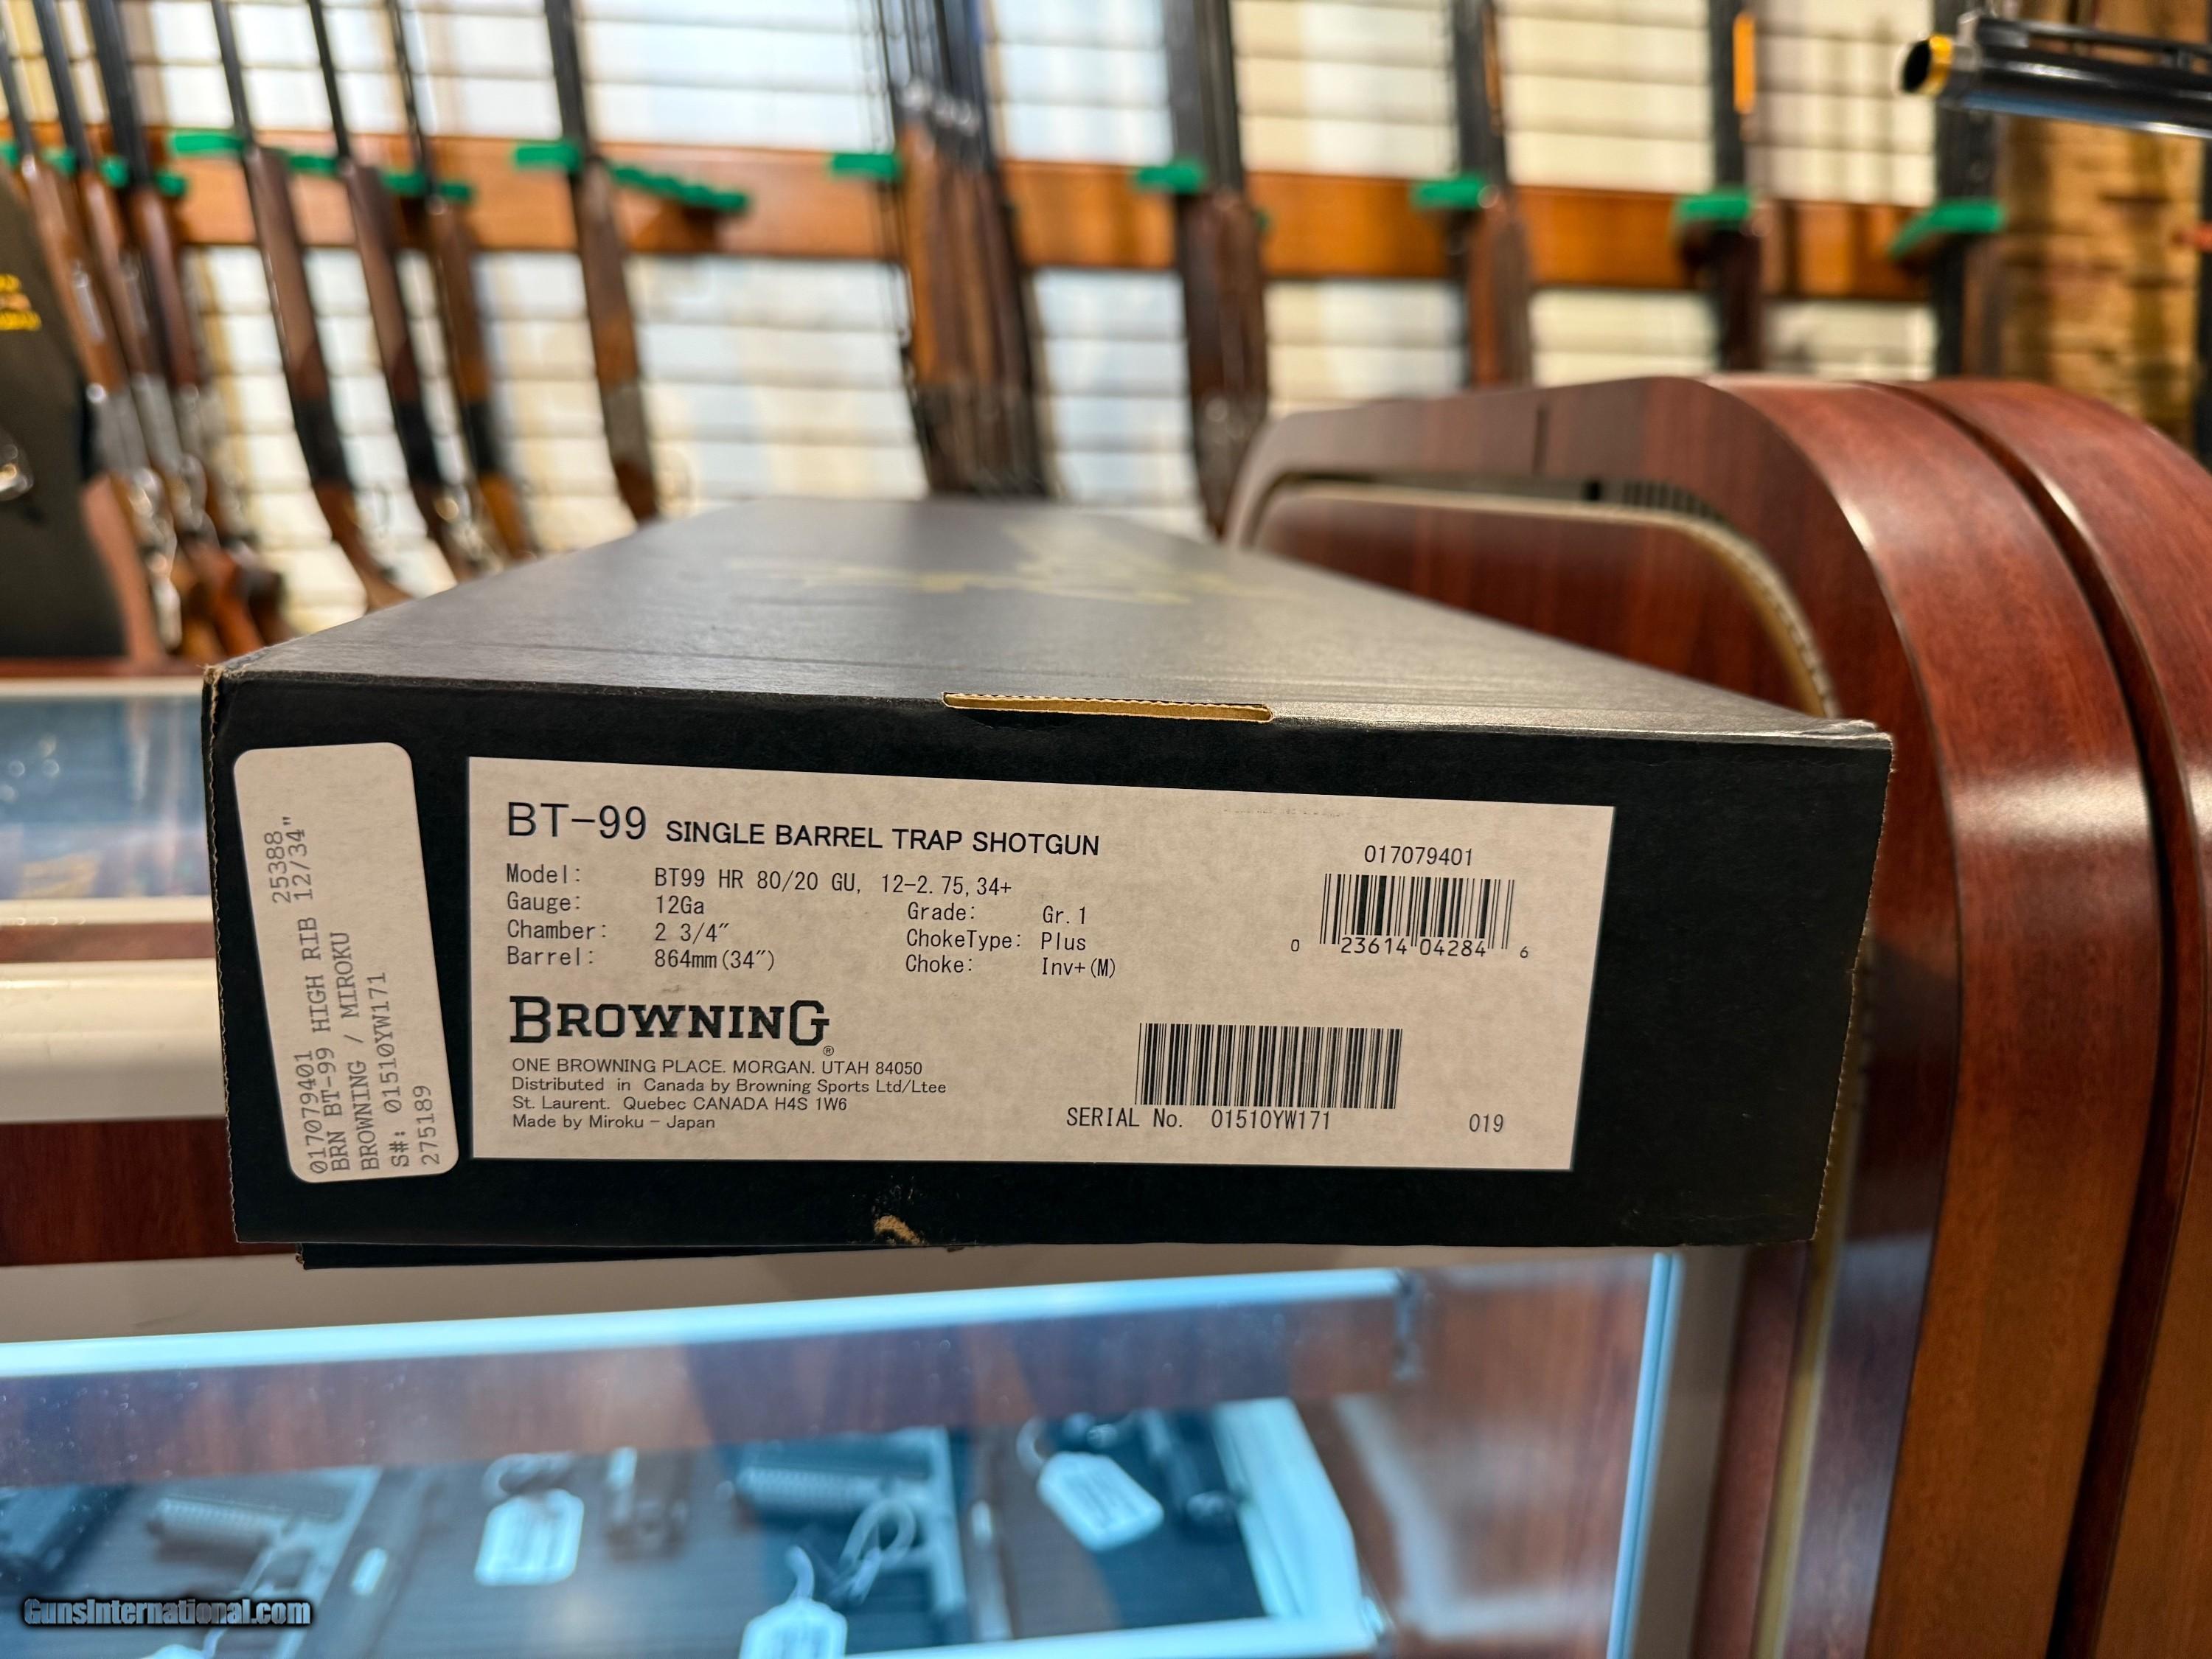 25388
017079401
BRN BT-99 HIGH RIB 12/34"
BROWNING / MIROKU
S#: 01510YW171
275189
BT-99 SINGLE BARREL TRAP SHOTGUN
Model: BT99 HR 80/20 GU, 12-2.75,34+
Gauge: 12Ga
Chamber: 2 3/4"
Barrel: 864mm(34")
Grade: Gr.1
ChokeType: Plus
Choke: Inv+(M)
017079401
0 23614 04284 6
BROWNING®
ONE BROWNING PLACE. MORGAN. UTAH 84050
Distributed in Canada by Browning Sports Ltd/Ltee
St. Laurent. Quebec CANADA H4S 1W6
Made by Miroku - Japan
SERIAL No. 01510YW171
019
GunsInternational.com